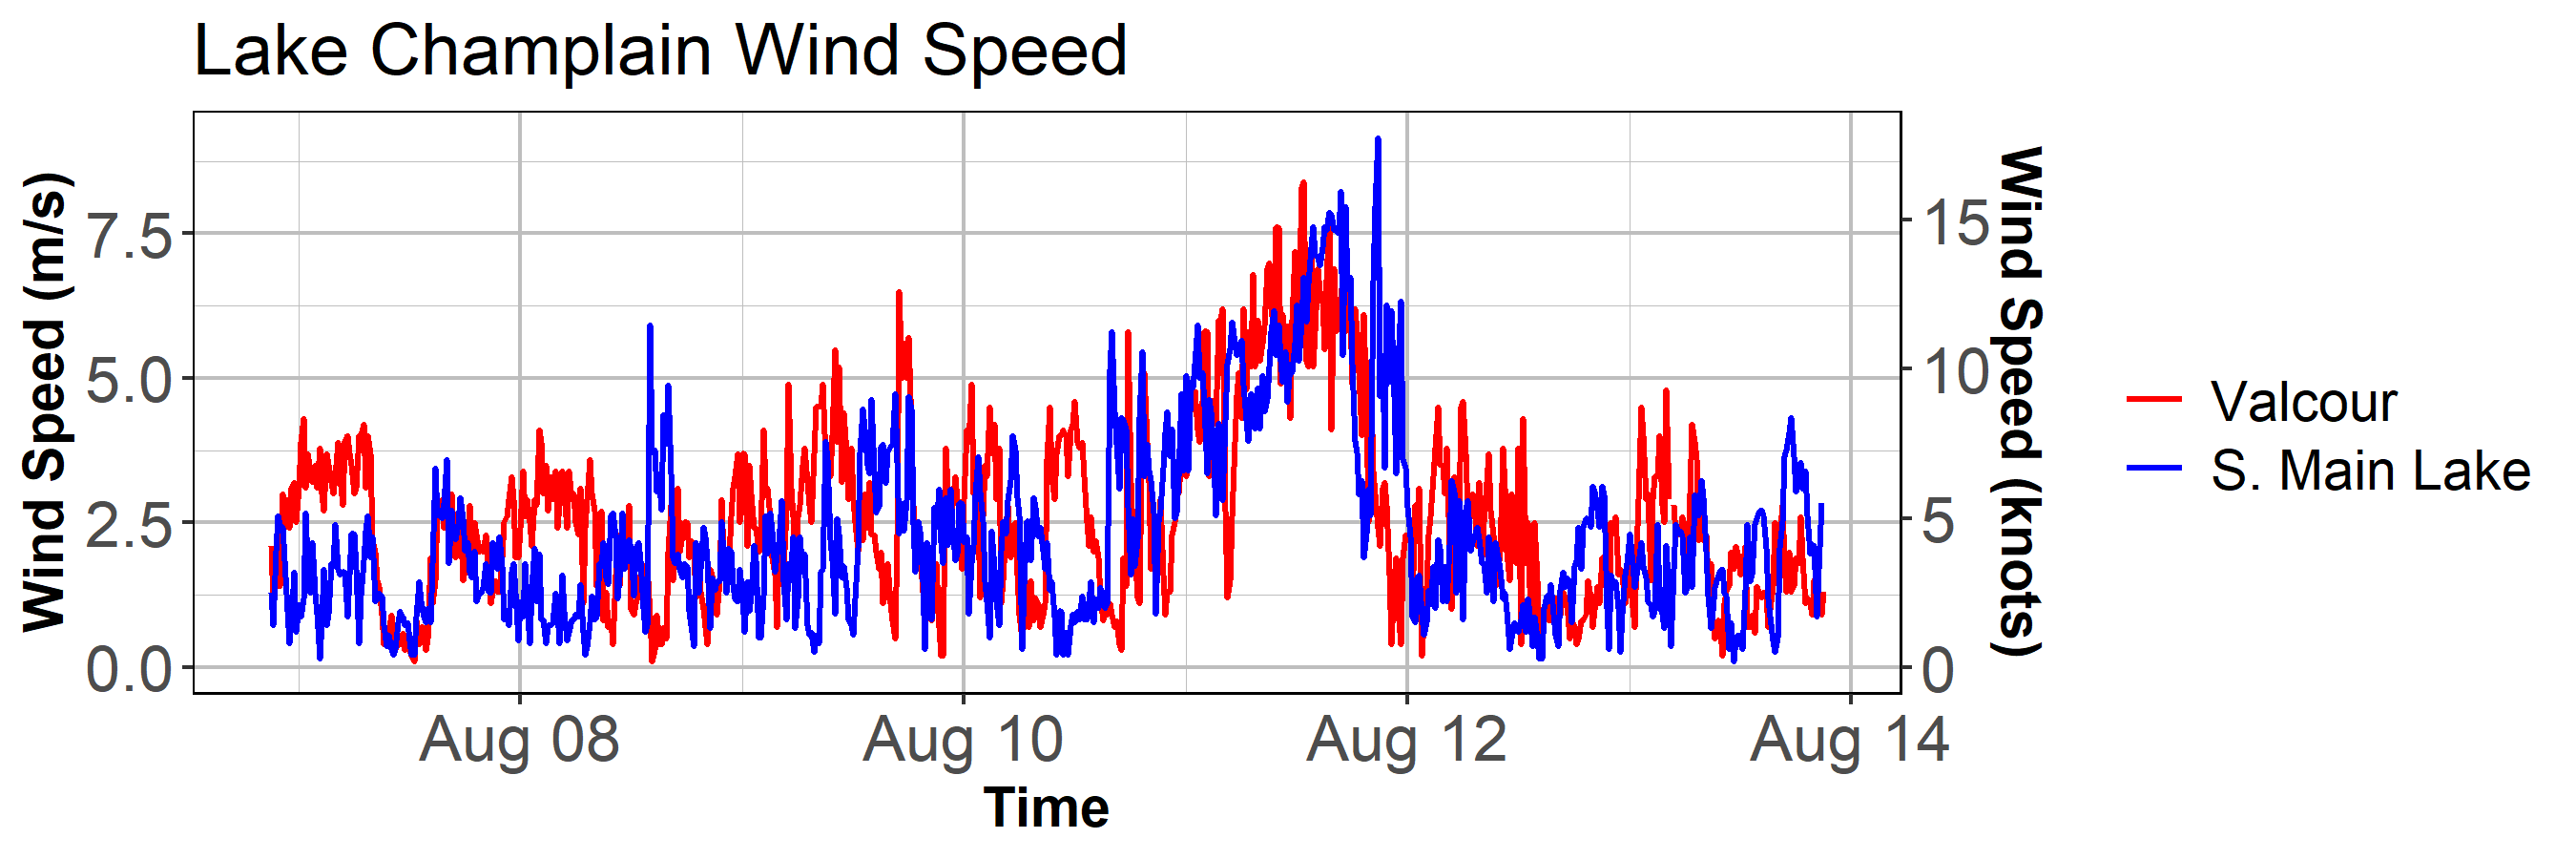 Lake Champlain Wind Speed
Wind Speed (m/s)
7.5
5.0
2.5
0.0
15
10
5
0
Wind Speed (knots)
Aug 08
Aug 10
Aug 12
Aug 14
Time
Valcour
S. Main Lake